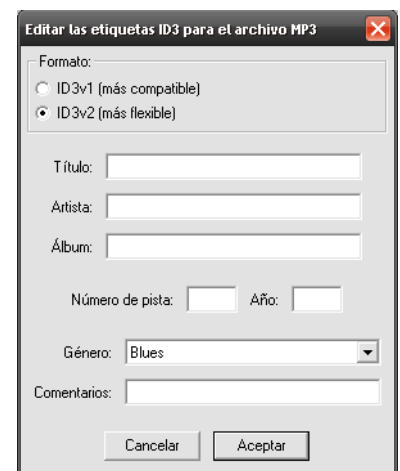 Editar las etiquetas ID3 para el archivo MP3
Formato:
ID3v1 (más compatible)
ID3v2 (más flexible)
Título:
Artista:
Álbum:
Número de pista: Año:
Género: Blues
Comentarios:
Cancelar Aceptar